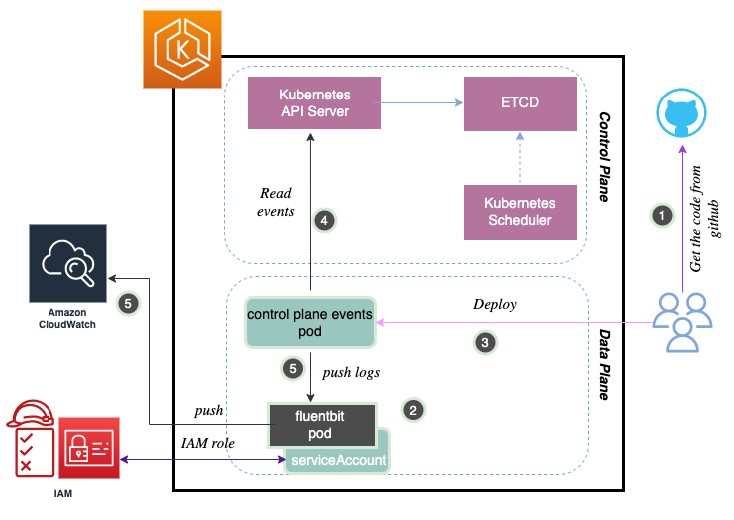 K
Kubernetes
API Server
ETCD
Kubernetes
Scheduler
Control Plane
Read
events
4
1
Get the code from
github
Amazon
CloudWatch
5
control plane events
pod
Deploy
3
Data Plane
5
push logs
fluentbit
pod
2
push
IAM role
serviceAccount
IAM